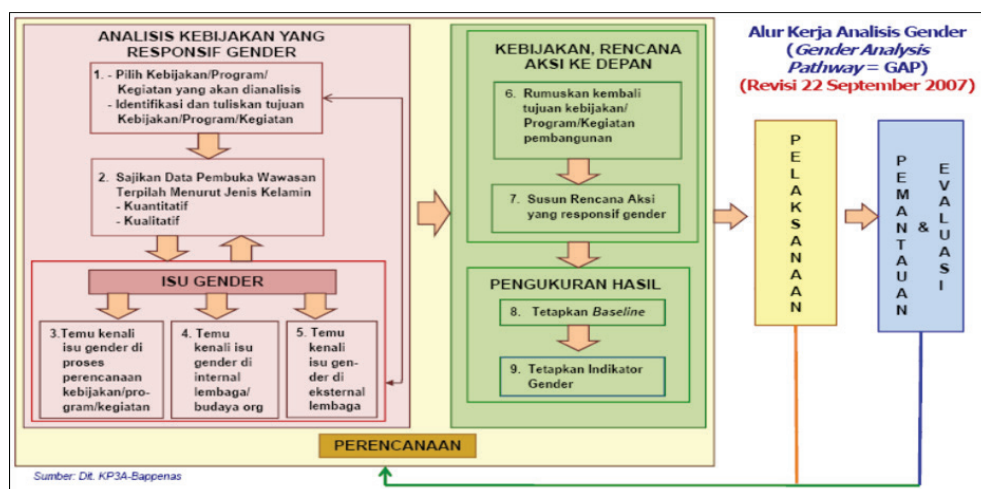 ANALISIS KEBIJAKAN YANG
RESPONSIF GENDER
1. - Pilih Kebijakan/Program/
Kegiatan yang akan dianalisis
- Identifikasi dan tuliskan tujuan
Kebijakan/Program/Kegiatan
2. Sajikan Data Pembuka Wawasan
Terpilah Menurut Jenis Kelamin
- Kuantitatif
- Kualitatif
ISU GENDER
3. Temu kenali
isu gender di
proses
perencanaan
kebijakan/pro-
gram/kegiatan
4. Temu
kenali isu
gender di
internal
lembaga/
budaya org
5. Temu
kenali
isu gen-
der di
eksternal
lembaga
KEBIJAKAN, RENCANA
AKSI KE DEPAN
6. Rumuskan kembali
tujuan kebijakan/
Program/Kegiatan
pembangunan
7. Susun Rencana Aksi
yang responsif gender
PENGUKURAN HASIL
8. Tetapkan Baseline
9. Tetapkan Indikator
Gender
PERENCANAAN
Alur Kerja Analisis Gender
(Gender Analysis
Pathway = GAP)
(Revisi 22 September 2007)
PELAKSANAAN
PEMANTAUAN
&
EVALUASI
Sumber: Dit. KP3A-Bappenas